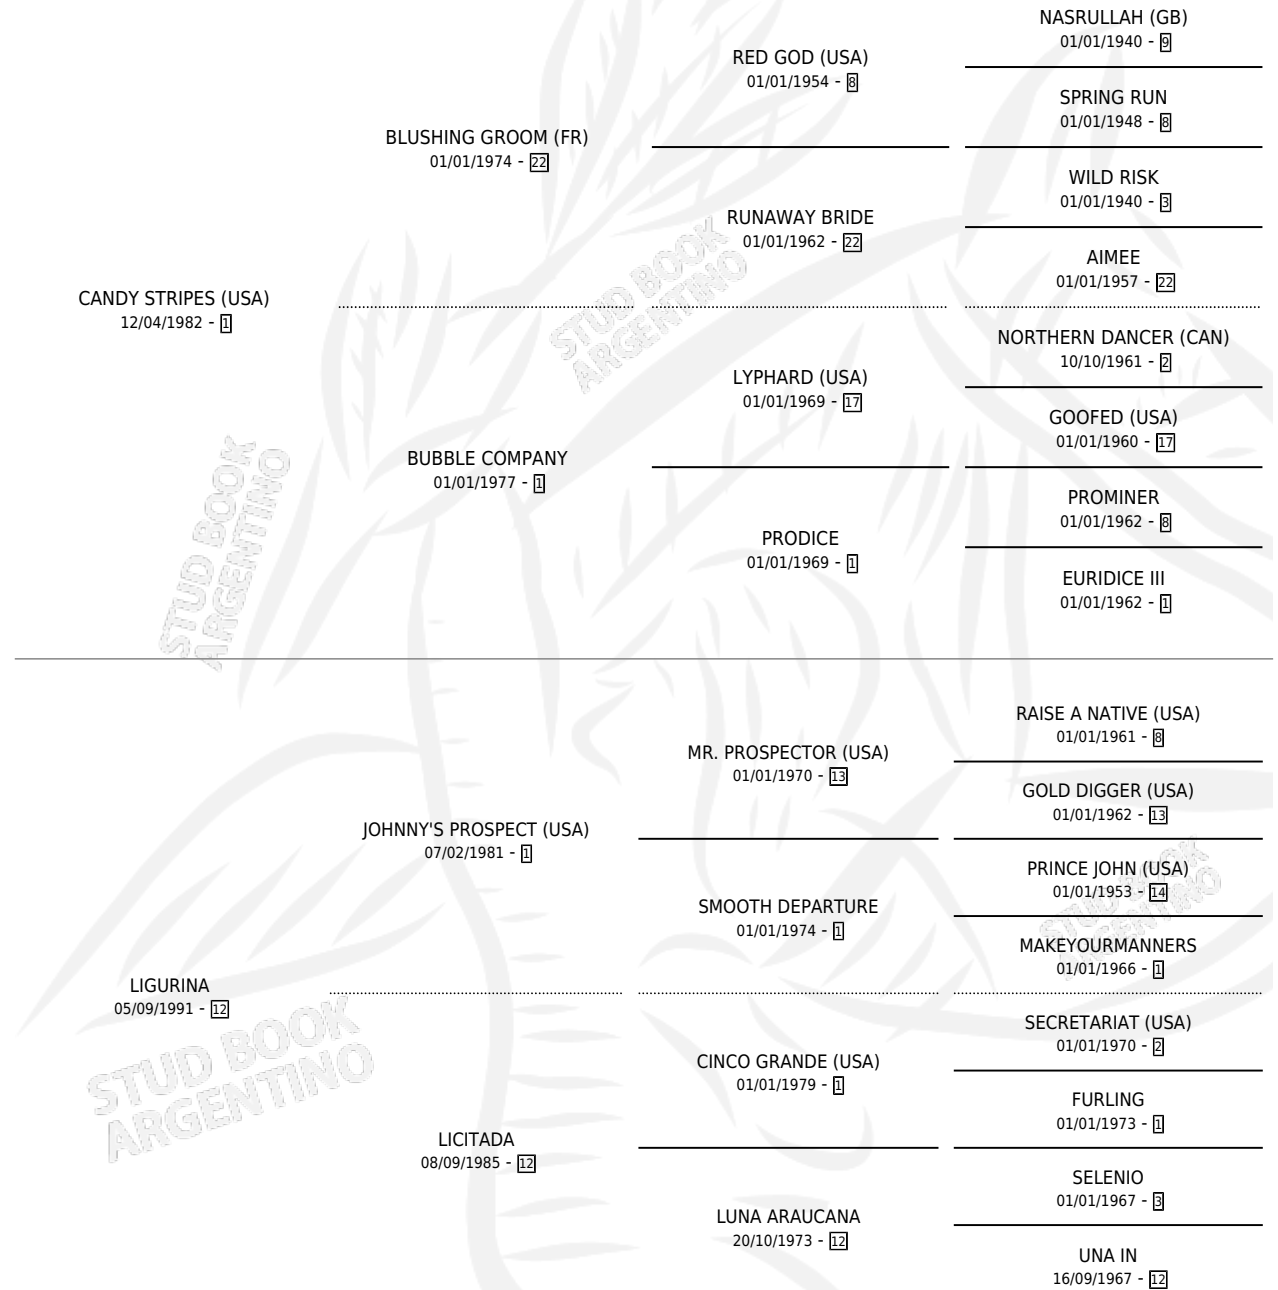 NASRULLAH (GB)
01/01/1940 - 9
RED GOD (USA)
01/01/1954 - 8
SPRING RUN
01/01/1948 - 8
BLUSHING GROOM (FR)
01/01/1974 - 22
WILD RISK
01/01/1940 - 3
RUNAWAY BRIDE
01/01/1962 - 22
AIMEE
01/01/1957 - 22
CANDY STRIPES (USA)
12/04/1982 - 1
NORTHERN DANCER (CAN)
10/10/1961 - 2
LYPHARD (USA)
01/01/1969 - 17
GOOFED (USA)
01/01/1960 - 17
BUBBLE COMPANY
01/01/1977 - 1
PROMINER
01/01/1962 - 8
PRODICE
01/01/1969 - 1
EURIDICE III
01/01/1962 - 1
STUD BOOK
ARGENTINO
STUD BOOK
ARGENTINO
RAISE A NATIVE (USA)
01/01/1961 - 8
MR. PROSPECTOR (USA)
01/01/1970 - 13
GOLD DIGGER (USA)
01/01/1962 - 13
JOHNNY'S PROSPECT (USA)
07/02/1981 - 1
PRINCE JOHN (USA)
01/01/1953 - 14
SMOOTH DEPARTURE
01/01/1974 - 1
MAKEYOURMANNERS
01/01/1966 - 1
LIGURINA
05/09/1991 - 12
SECRETARIAT (USA)
01/01/1970 - 2
CINCO GRANDE (USA)
01/01/1979 - 1
FURLING
01/01/1973 - 1
LICITADA
08/09/1985 - 12
SELENIO
01/01/1967 - 3
LUNA ARAUCANA
20/10/1973 - 12
UNA IN
16/09/1967 - 12
STUD BOOK
ARGENTINO
STUD BOOK
ARGENTINO